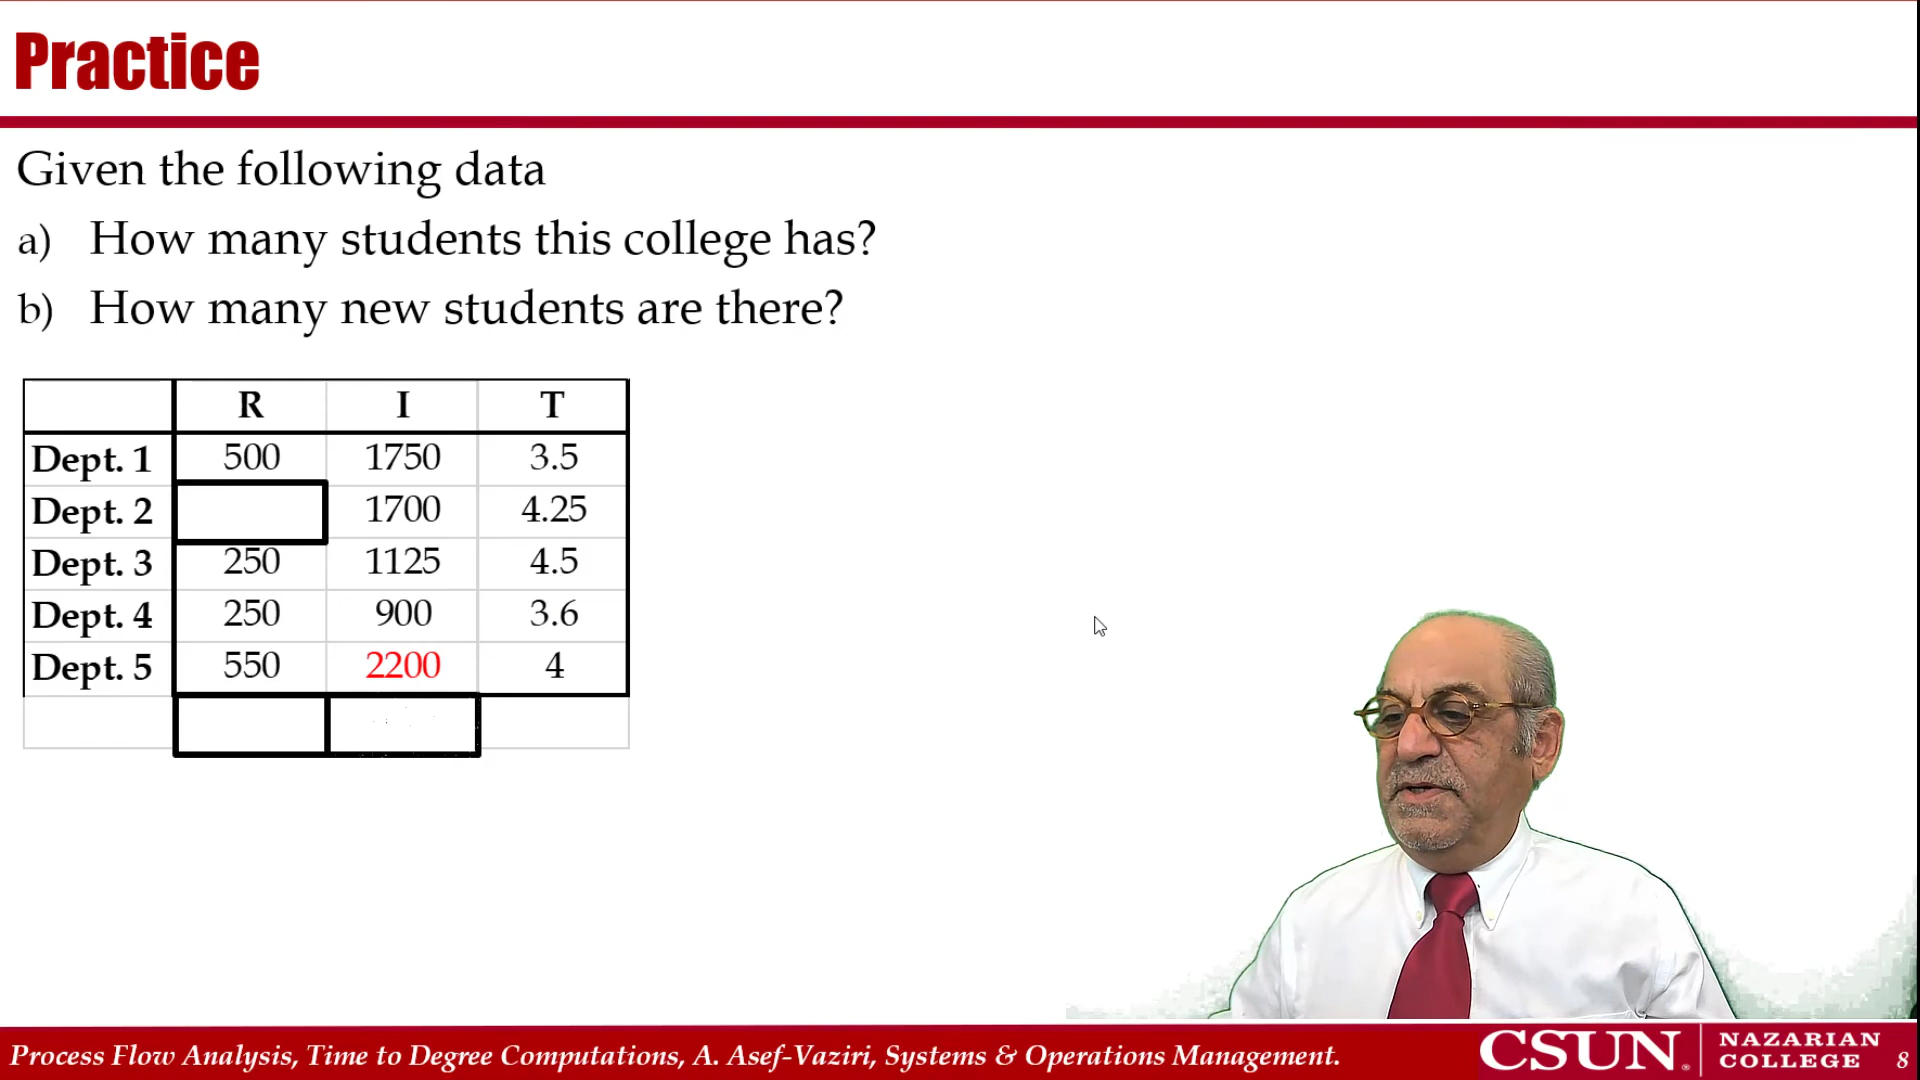 Practice
Given the following data
a) How many students this college has?
b) How many new students are there?
R I T
Dept. 1 500 1750 3.5
Dept. 2 1700 4.25
Dept. 3 250 1125 4.5
Dept. 4 250 900 3.6
Dept. 5 550 2200 4
Process Flow Analysis, Time to Degree Computations, A. Asef-Vaziri, Systems & Operations Management.
CSUN
NAZARIAN
COLLEGE
8